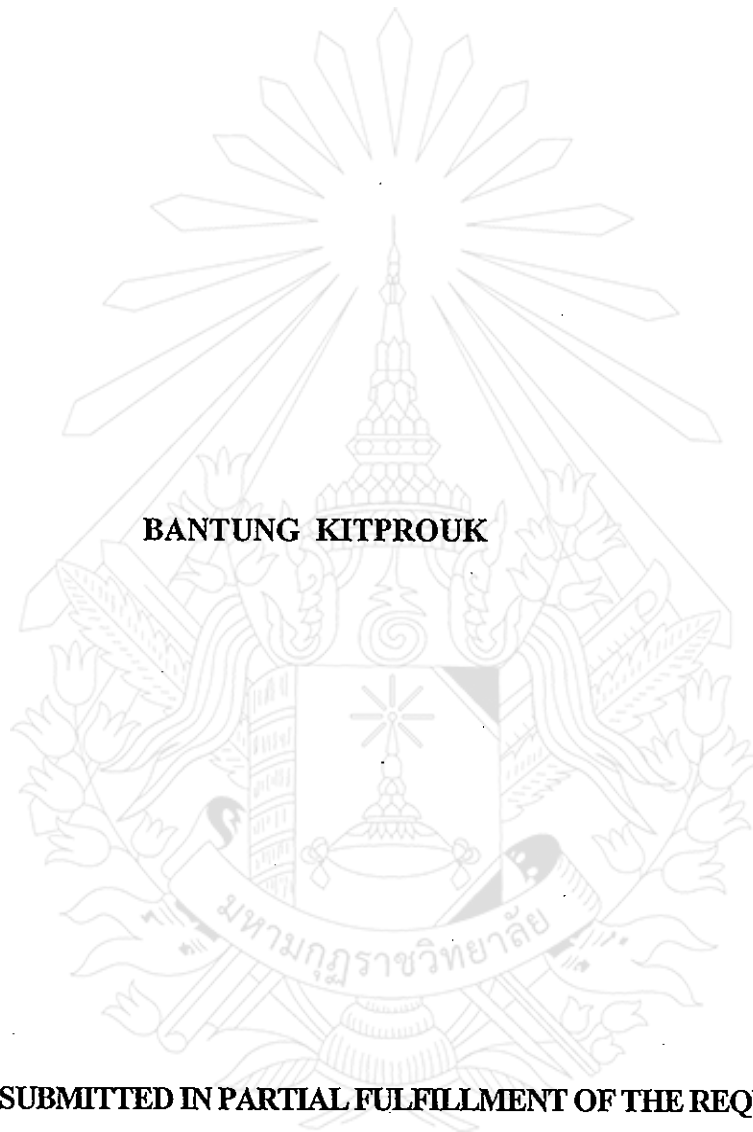 BANTUNG KITPROUK
มหามกุฏราชวิทยาลัย
SUBMITTED IN PARTIAL FULFILLMENT OF THE REQ